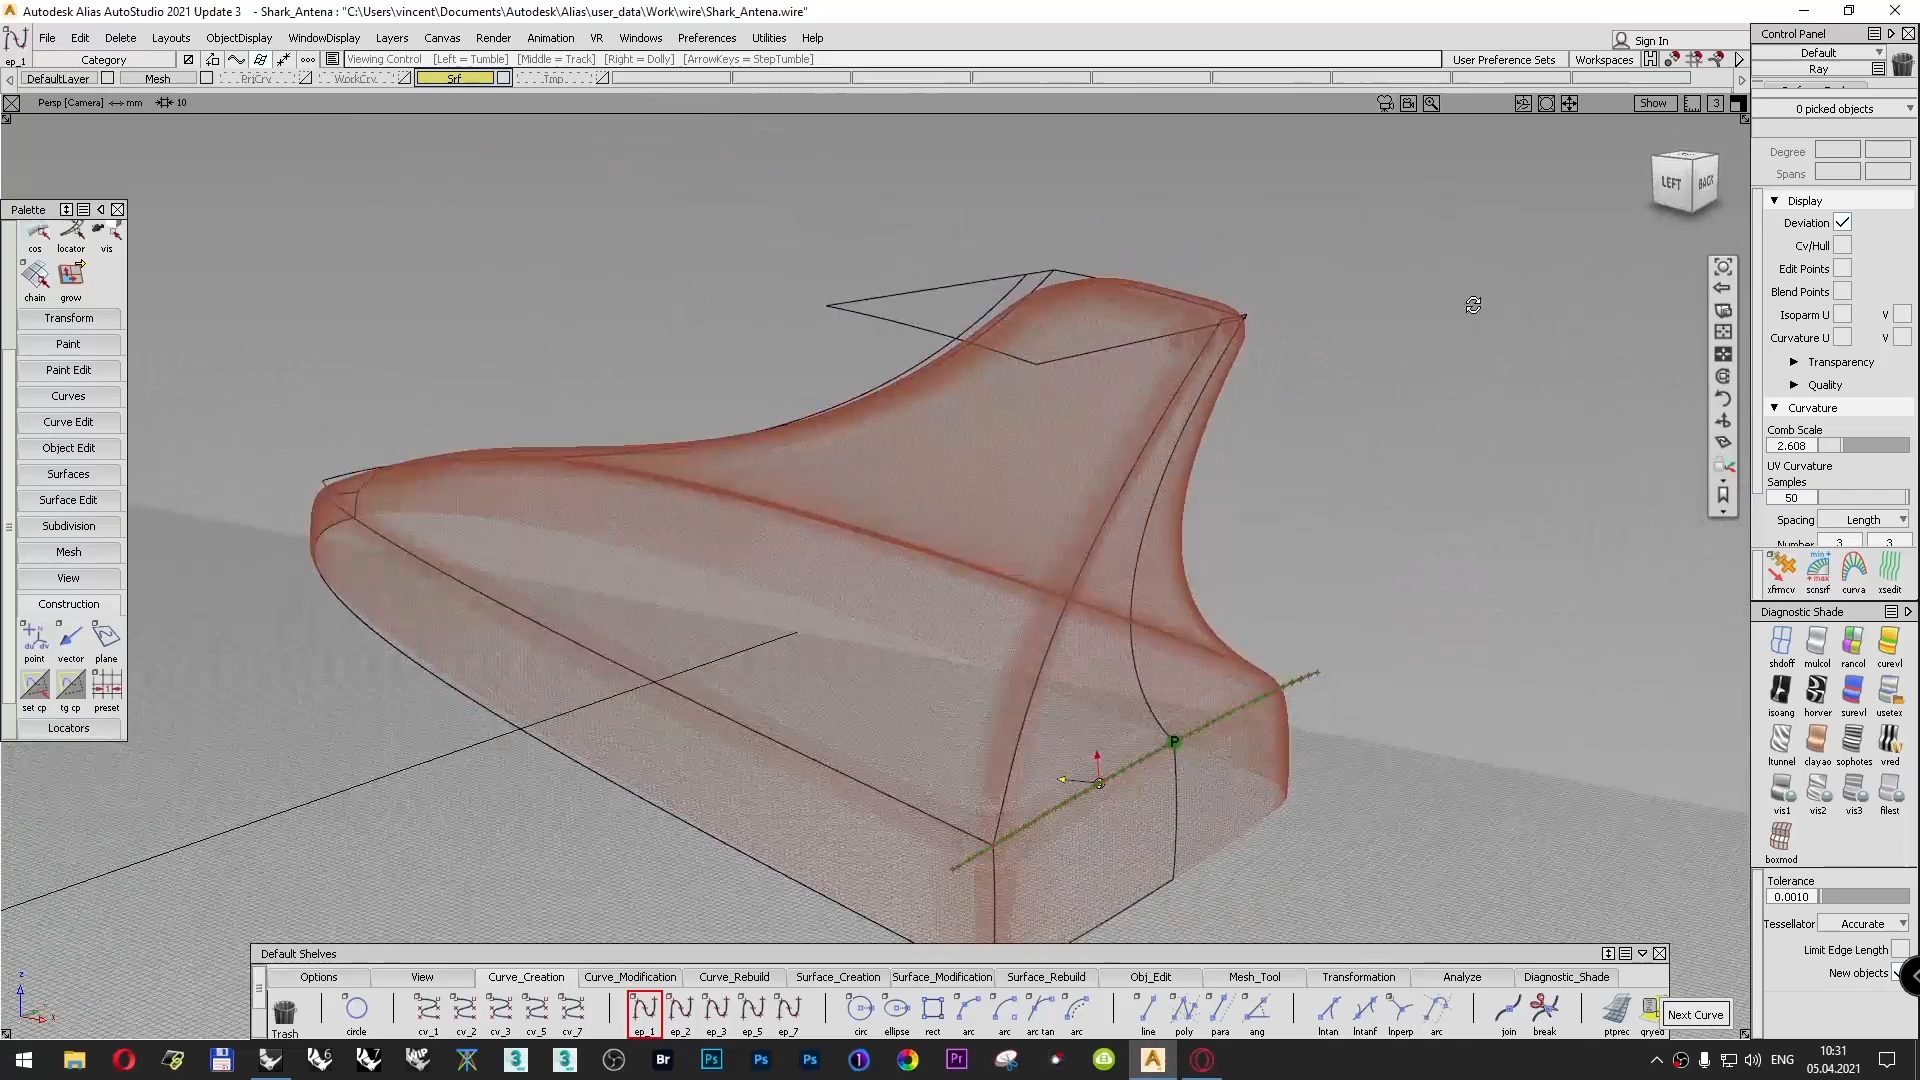 Autodesk Alias AutoStudio 2021 Update 3 - Shark_Antena : "C:\Users\vincent\Documents\Autodesk\Alias\user_data\Work\wire\Shark_Antena.wire"
File Edit Delete Layouts ObjectDisplay WindowDisplay Layers Canvas Render Animation VR Windows Preferences Utilities Help
Sign In
ep_1 Category Viewing Control [Left = Tumble] [Middle = Track] [Right = Dolly] [ArrowKeys = StepTumble] User Preference Sets Workspaces
DefaultLayer Mesh PrjCrv WorkCrv Srf Tmp
Persp [Camera] mm 10 Show 3
Control Panel
Default
Ray
0 picked objects
Degree
Spans
Display
Deviation
Cv/Hull
Edit Points
Blend Points
Isoparm U V
Curvature U V
Transparency
Quality
Curvature
Comb Scale
2.608
UV Curvature
Samples
50
Spacing Length
Number 3 3
xfrmcv scnsrf curva xsedit
min +
+ max
Diagnostic Shade
shdoff mulcol rancol curevl
isoang horver surevl usetex
ltunnel clayao sophotes vred
vis1 vis2 vis3 filest
boxmod
Tolerance
0.0010
Tessellator Accurate
Limit Edge Length
New objects
LEFT BACK
Palette
cos locator vis
chain grow
Transform
Paint
Paint Edit
Curves
Curve Edit
Object Edit
Surfaces
Surface Edit
Subdivision
Mesh
View
Construction
point vector plane
set cp tg cp preset
Locators
P
Default Shelves
Options View Curve_Creation Curve_Modification Curve_Rebuild Surface_Creation Surface_Modification Surface_Rebuild Obj_Edit Mesh_Tool Transformation Analyze Diagnostic_Shade
Trash circle cv_1 cv_2 cv_3 cv_5 cv_7 ep_1 ep_2 ep_3 ep_5 ep_7 circ ellipse rect arc arc arc tan arc line poly para ang lntan lntanf lnperp arc join break ptprec qryed
Next Curve
ENG
10:31
05.04.2021